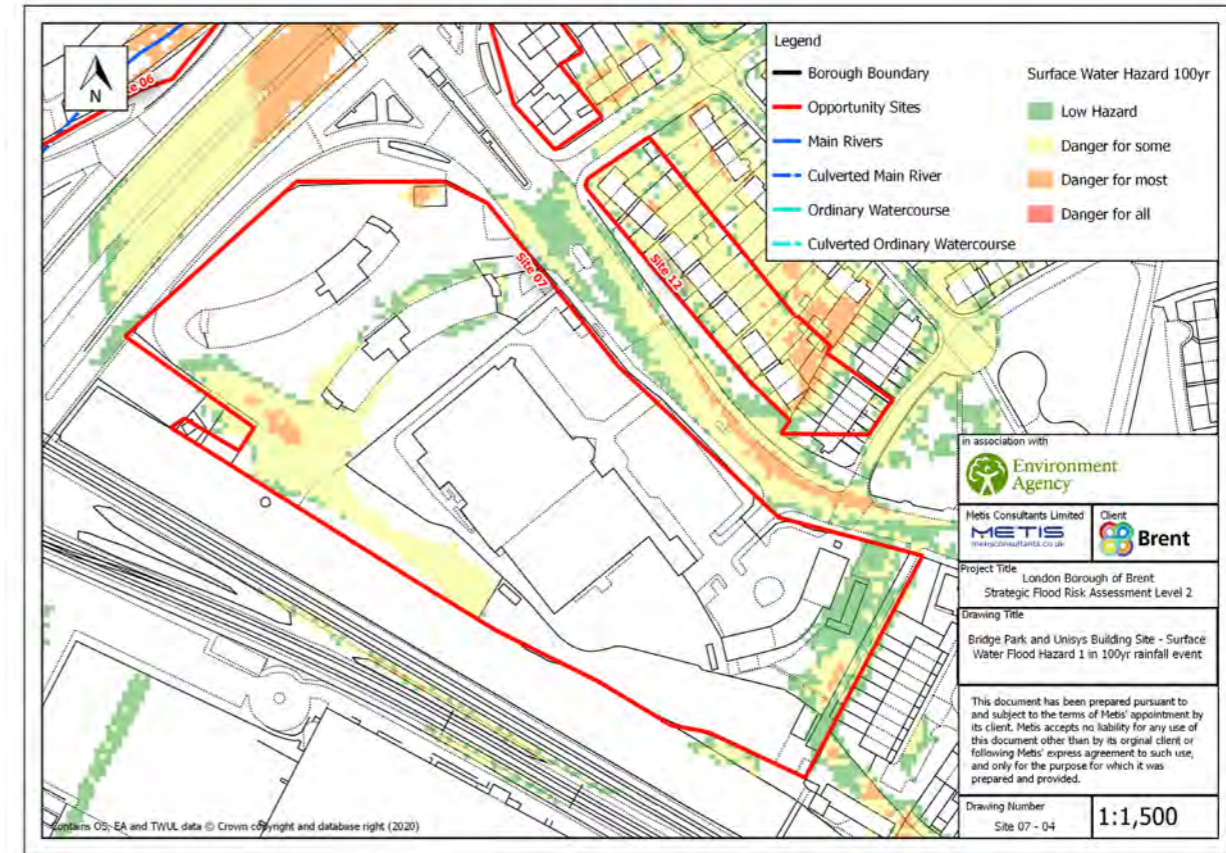 N
Site 07
Site 12
Legend
Borough Boundary
Opportunity Sites
Main Rivers
Culverted Main River
Ordinary Watercourse
Culverted Ordinary Watercourse
Surface Water Hazard 100yr
Low Hazard
Danger for some
Danger for most
Danger for all
in association with
Environment
Agency
Metis Consultants Limited
METIS
metisconsultants.co.uk
Client
Brent
Project Title
London Borough of Brent
Strategic Flood Risk Assessment Level 2
Drawing Title
Bridge Park and Unisys Building Site - Surface
Water Flood Hazard 1 in 100yr rainfall event
This document has been prepared pursuant to
and subject to the terms of Metis' appointment by
its client. Metis accepts no liability for any use of
this document other than by its orginal client or
following Metis' express agreement to such use,
and only for the purpose for which it was
prepared and provided.
Drawing Number
Site 07 - 04
1:1,500
Contains OS, EA and TWUL data © Crown copyright and database right (2020)